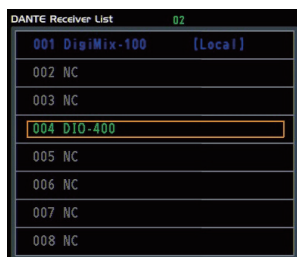 DANTE Receiver List 02
001 DigiMix-100 [Local]
002 NC
003 NC
004 DIO-400
005 NC
006 NC
007 NC
008 NC